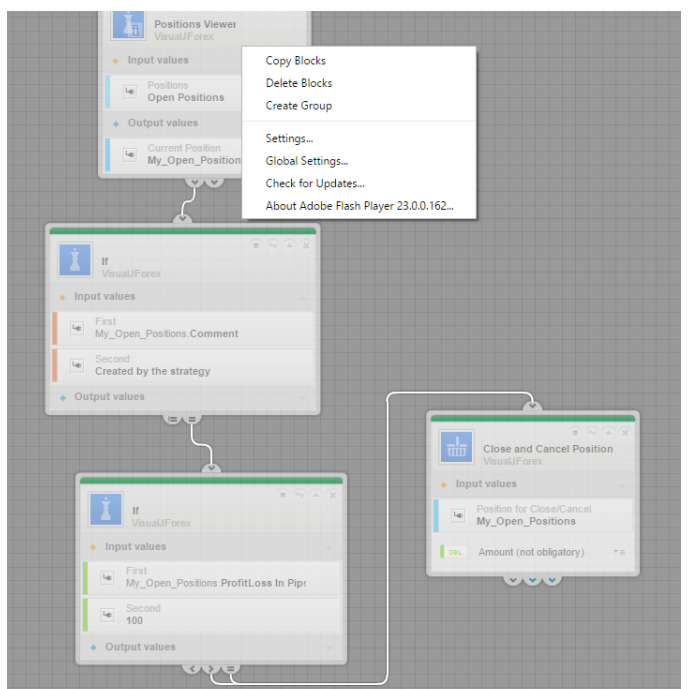 Positions Viewer
VisualJForex
Input values
Positions
Open Positions
Output values
Current Position
My_Open_Position
Copy Blocks
Delete Blocks
Create Group
Settings...
Global Settings...
Check for Updates...
About Adobe Flash Player 23.0.0.162...
If
VisualJForex
Input values
First
My_Open_Positions.Comment
Second
Created by the strategy
Output values
If
VisualJForex
Input values
First
My_Open_Positions.ProfitLoss In Pips
Second
100
Output values
Close and Cancel Position
VisualJForex
Input values
Position for Close/Cancel
My_Open_Positions
DBL Amount (not obligatory)